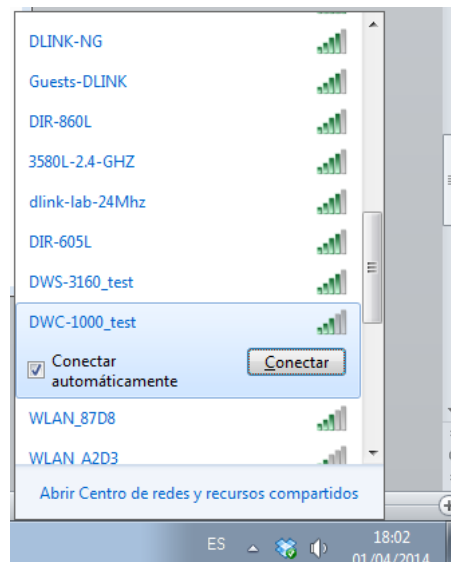 DLINK-NG
Guests-DLINK
DIR-860L
3580L-2.4-GHZ
dlink-lab-24Mhz
DIR-605L
DWS-3160_test
DWC-1000_test
Conectar
automáticamente
Conectar
WLAN_87D8
WLAN_A2D3
Abrir Centro de redes y recursos compartidos
ES
18:02
01/04/2014